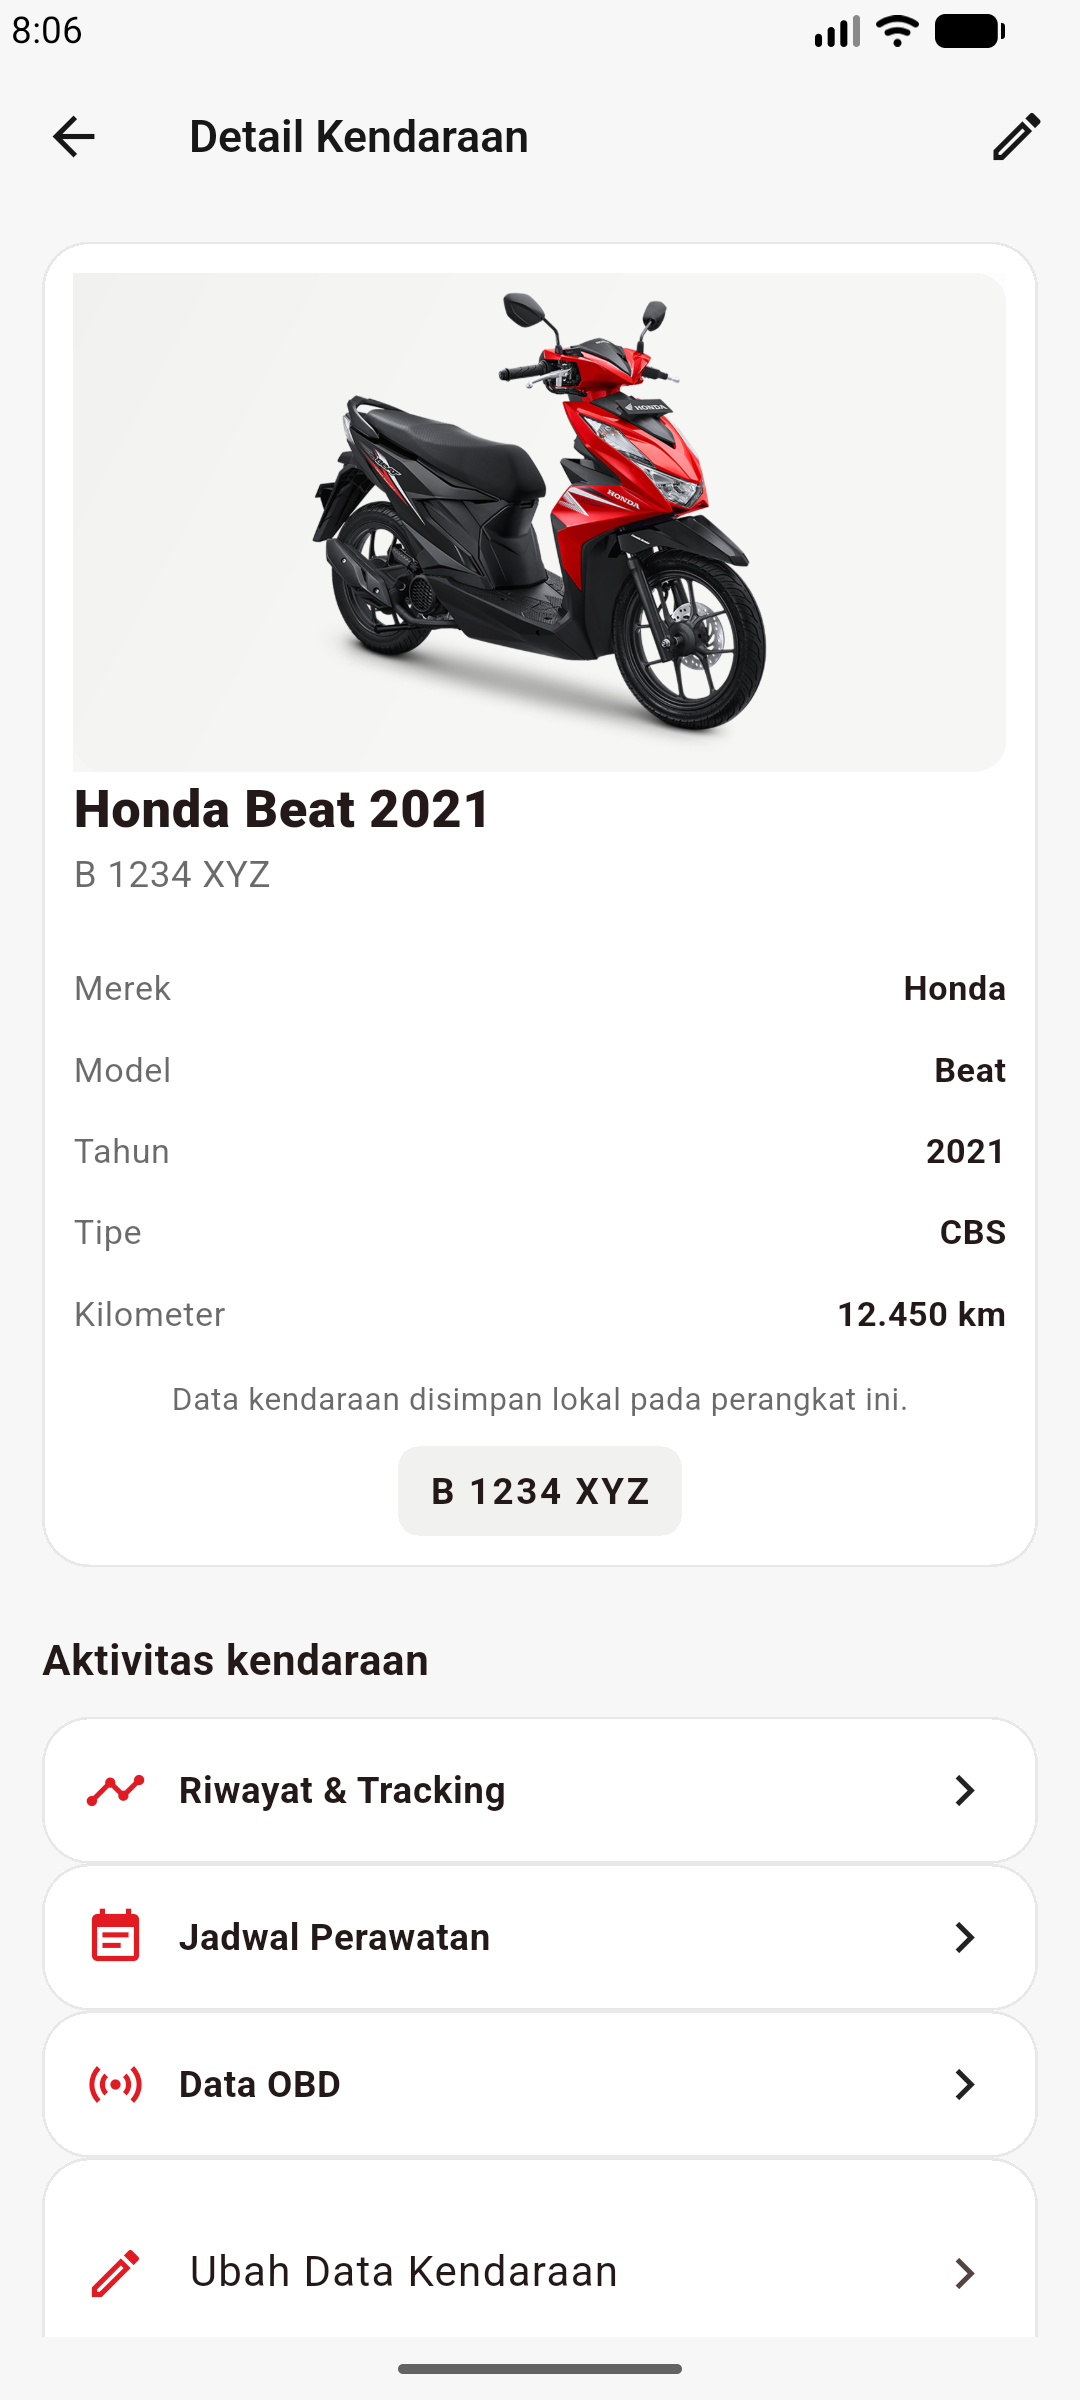 8:06
Detail Kendaraan
HONDA
HONDA
Honda Beat 2021
B 1234 XYZ
Merek
Honda
Model
Beat
Tahun
2021
Tipe
CBS
Kilometer
12.450 km
Data kendaraan disimpan lokal pada perangkat ini.
B 1234 XYZ
Aktivitas kendaraan
Riwayat & Tracking
Jadwal Perawatan
Data OBD
Ubah Data Kendaraan